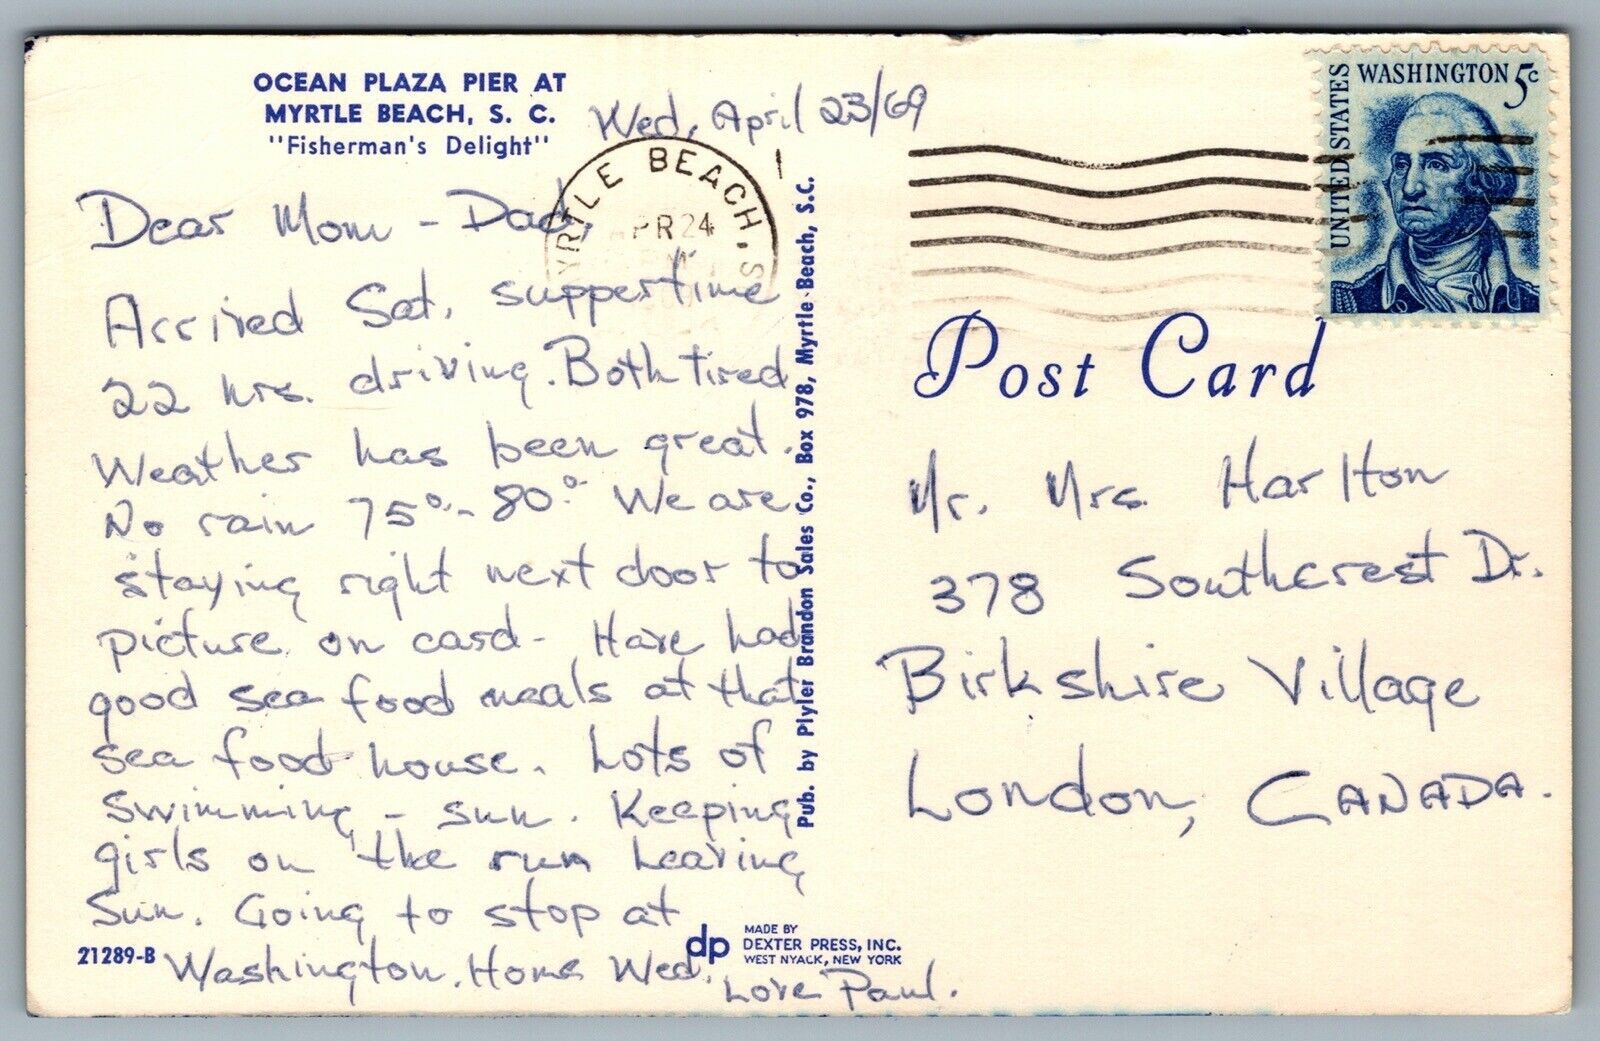 OCEAN PLAZA PIER AT
MYRTLE BEACH, S. C.
"Fisherman's Delight"
Wed, April 23/69
Dear Mom - Dad,
Arrived Sat, suppertime
22 hrs. driving. Both tired
Weather has been great.
No rain 75°-80°. We are
staying right next door to
picture on card - Have had
good sea food meals at that
sea food house. Lots of
swimming - sun. Keeping
girls on the run Leaving
Sun. Going to stop at
Washington. Home Wed.
Love Paul.
21289-B
dp
MADE BY
DEXTER PRESS, INC.
WEST NYACK, NEW YORK
Pub. by Plyler Brandon Sales Co., Box 978, Myrtle Beach, S.C.
MYRTLE BEACH, S
APR 24
UNITED STATES
WASHINGTON 5c
Post Card
Mr. Mrs. Harlton
378 Southcrest Dr.
Birkshire Village
London, CANADA.